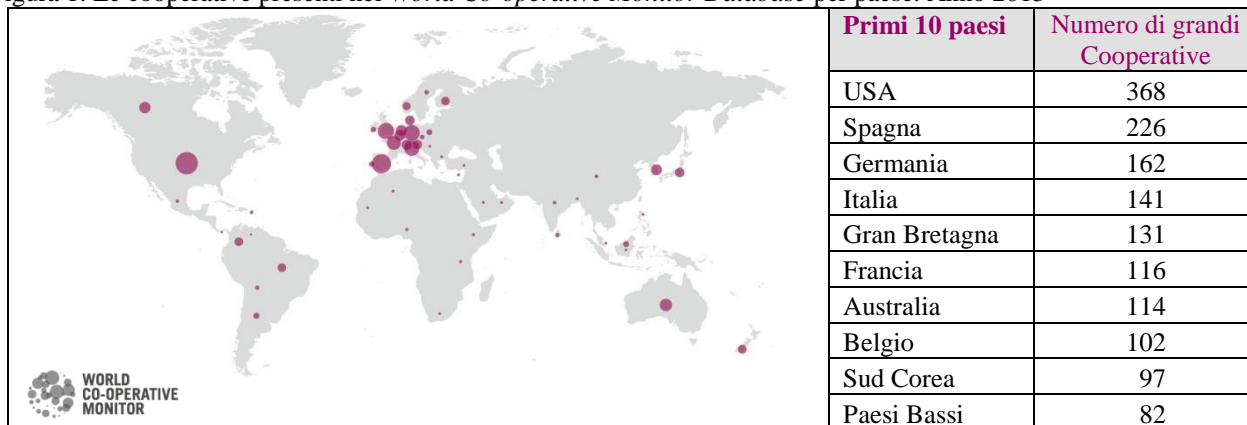 Primi 10 paesi Numero di grandi
Cooperative
USA 368
Spagna 226
Germania 162
Italia 141
Gran Bretagna 131
Francia 116
Australia 114
Belgio 102
Sud Corea 97
Paesi Bassi 82
WORLD
CO-OPERATIVE
MONITOR